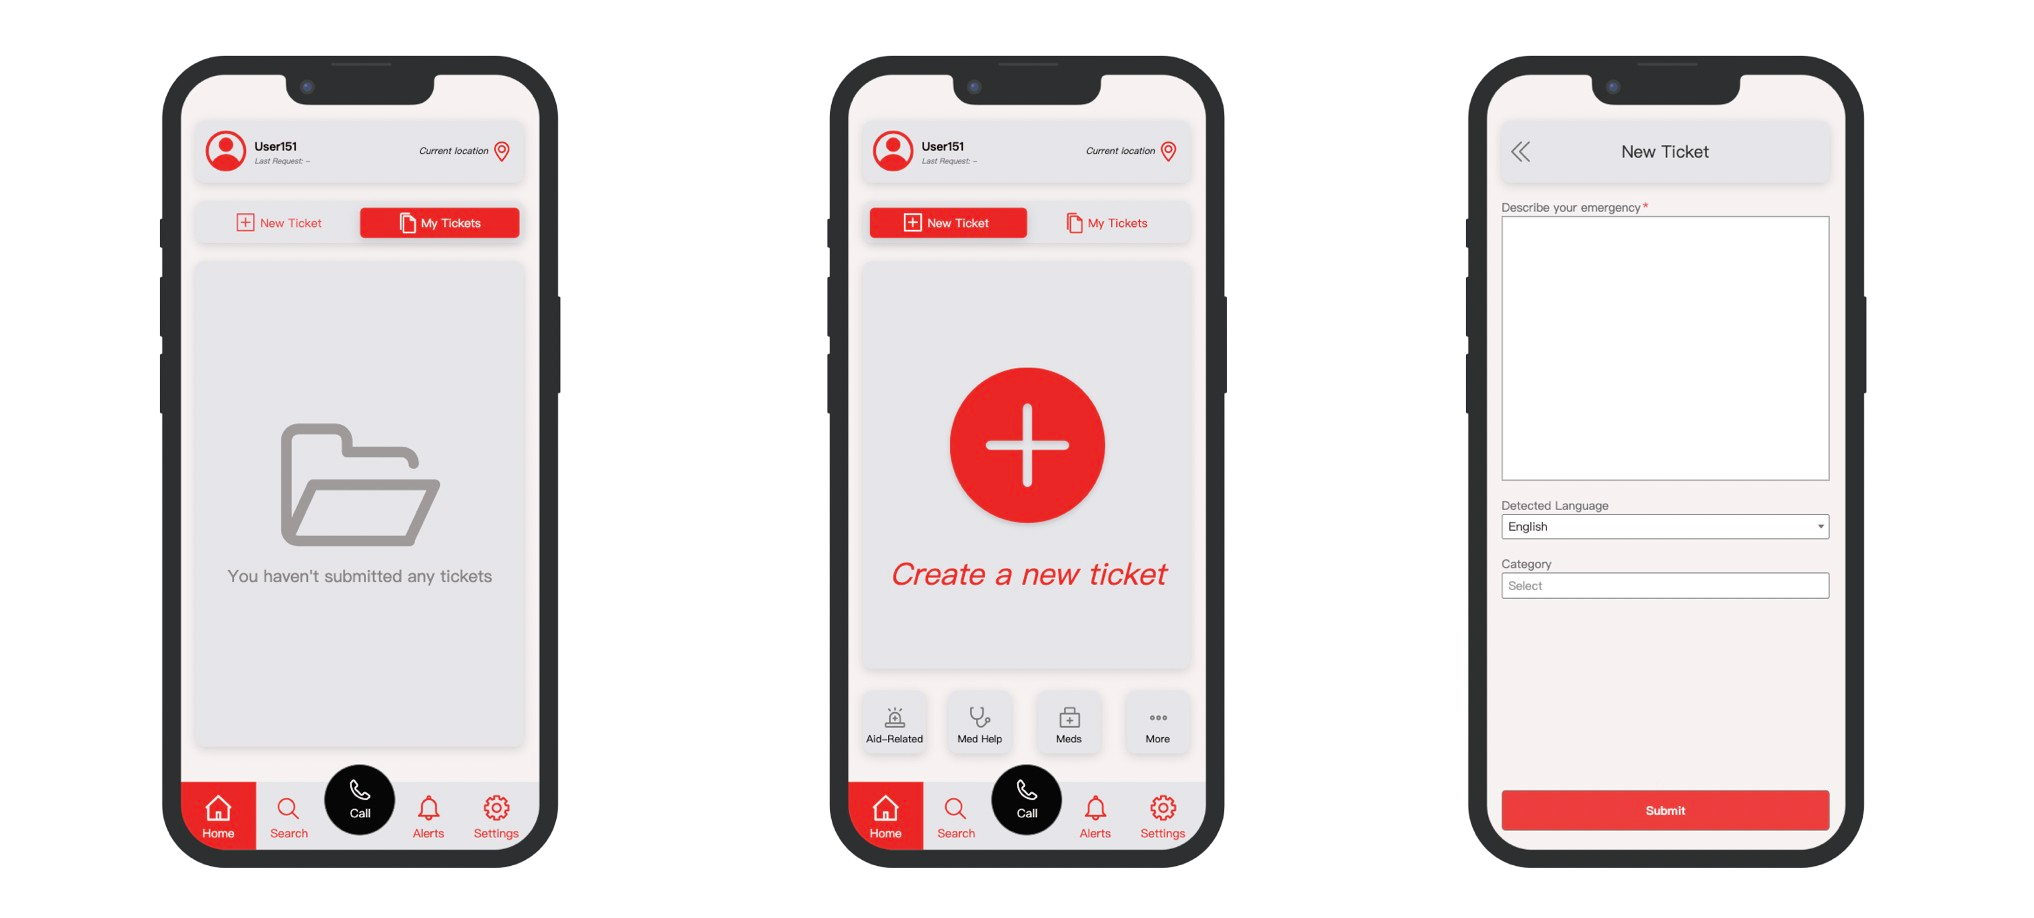 User151
Last Request: –
Current location
New Ticket
My Tickets
You haven't submitted any tickets
Home
Search
Call
Alerts
Settings
User151
Last Request: –
Current location
New Ticket
My Tickets
Create a new ticket
Aid-Related
Med Help
Meds
More
Home
Search
Call
Alerts
Settings
New Ticket
Describe your emergency*
Detected Language
English
Category
Select
Submit